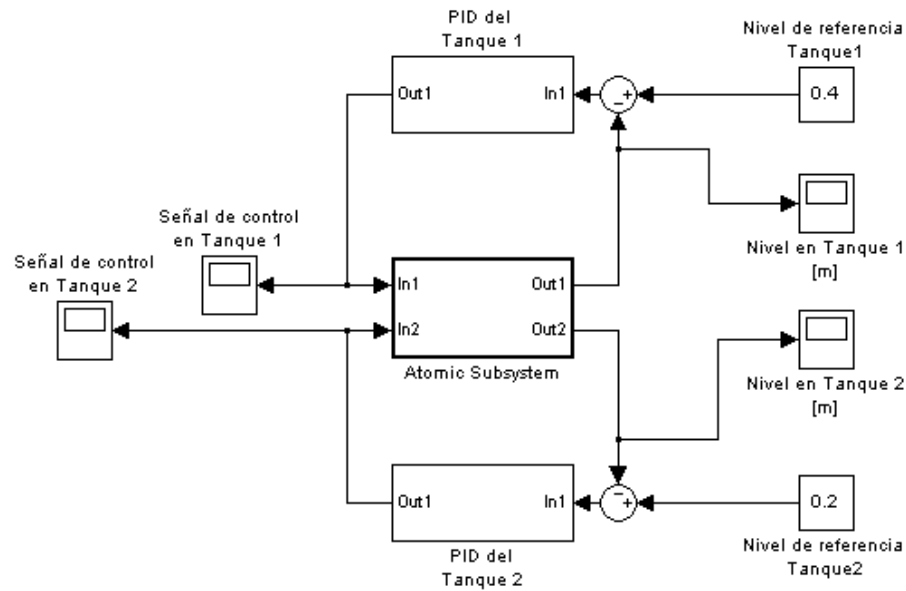 PID del
Tanque 1
Nivel de referencia
Tanque1
Out1
In1
-
+
0.4
Señal de control
en Tanque 1
Nivel en Tanque 1
[m]
Señal de control
en Tanque 2
In1
Out1
In2
Out2
Atomic Subsystem
Nivel en Tanque 2
[m]
Out1
In1
-
+
0.2
PID del
Tanque 2
Nivel de referencia
Tanque2